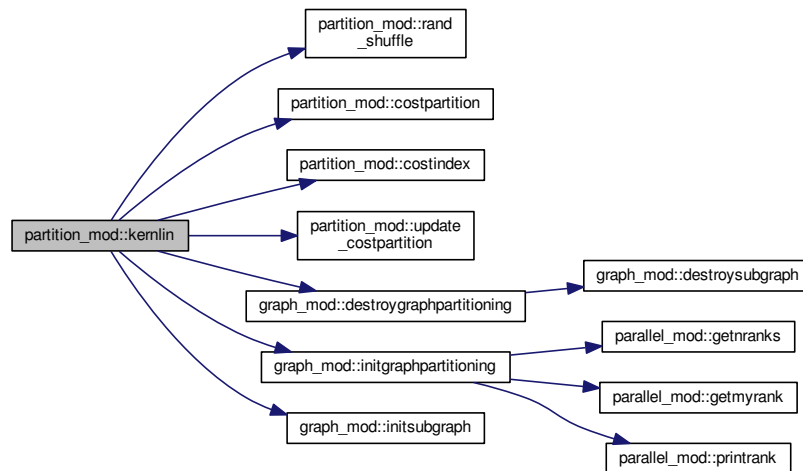 partition_mod::rand
_shuffle
partition_mod::costpartition
partition_mod::costindex
partition_mod::kernlin
partition_mod::update
_costpartition
graph_mod::destroygraphpartitioning
graph_mod::destroysubgraph
graph_mod::initgraphpartitioning
parallel_mod::getnranks
parallel_mod::getmyrank
graph_mod::initsubgraph
parallel_mod::printrank